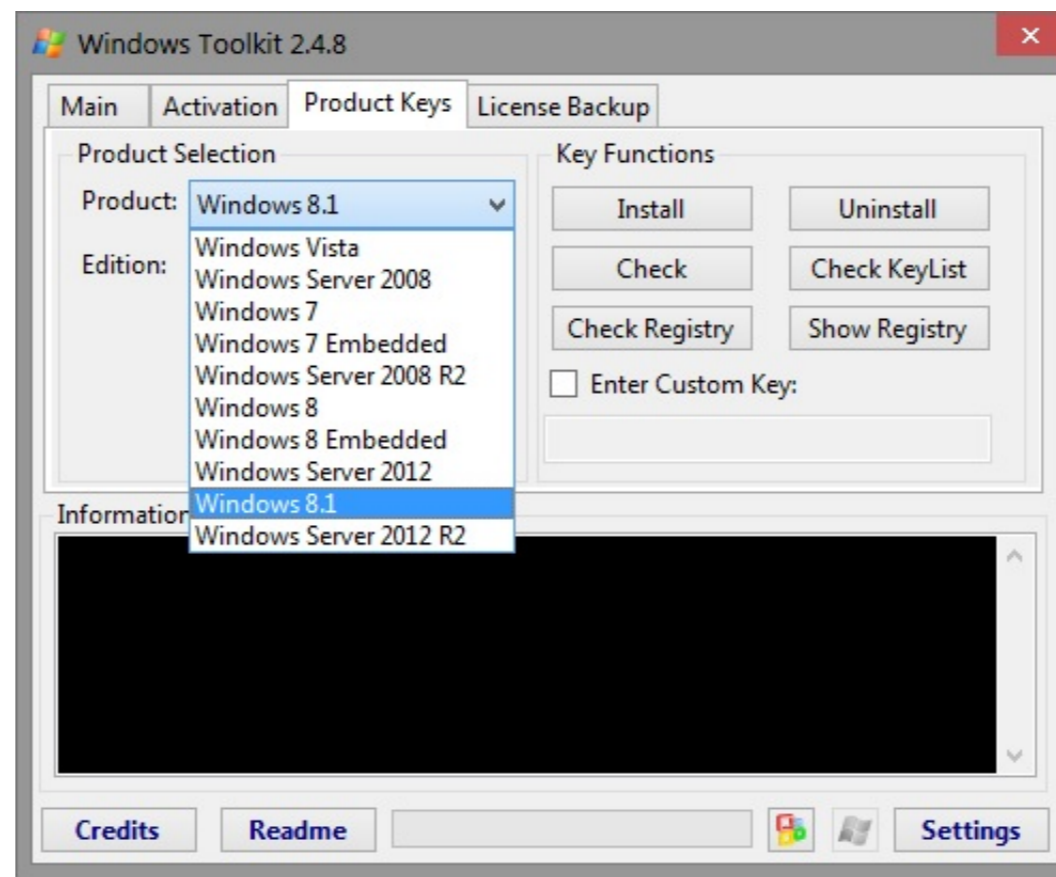 Windows Toolkit 2.4.8
Main Activation Product Keys License Backup
Product Selection
Product: Windows 8.1
Edition:
Windows Vista
Windows Server 2008
Windows 7
Windows 7 Embedded
Windows Server 2008 R2
Windows 8
Windows 8 Embedded
Windows Server 2012
Windows 8.1
Windows Server 2012 R2
Key Functions
Install Uninstall
Check Check KeyList
Check Registry Show Registry
Enter Custom Key:
Information
Credits Readme Settings